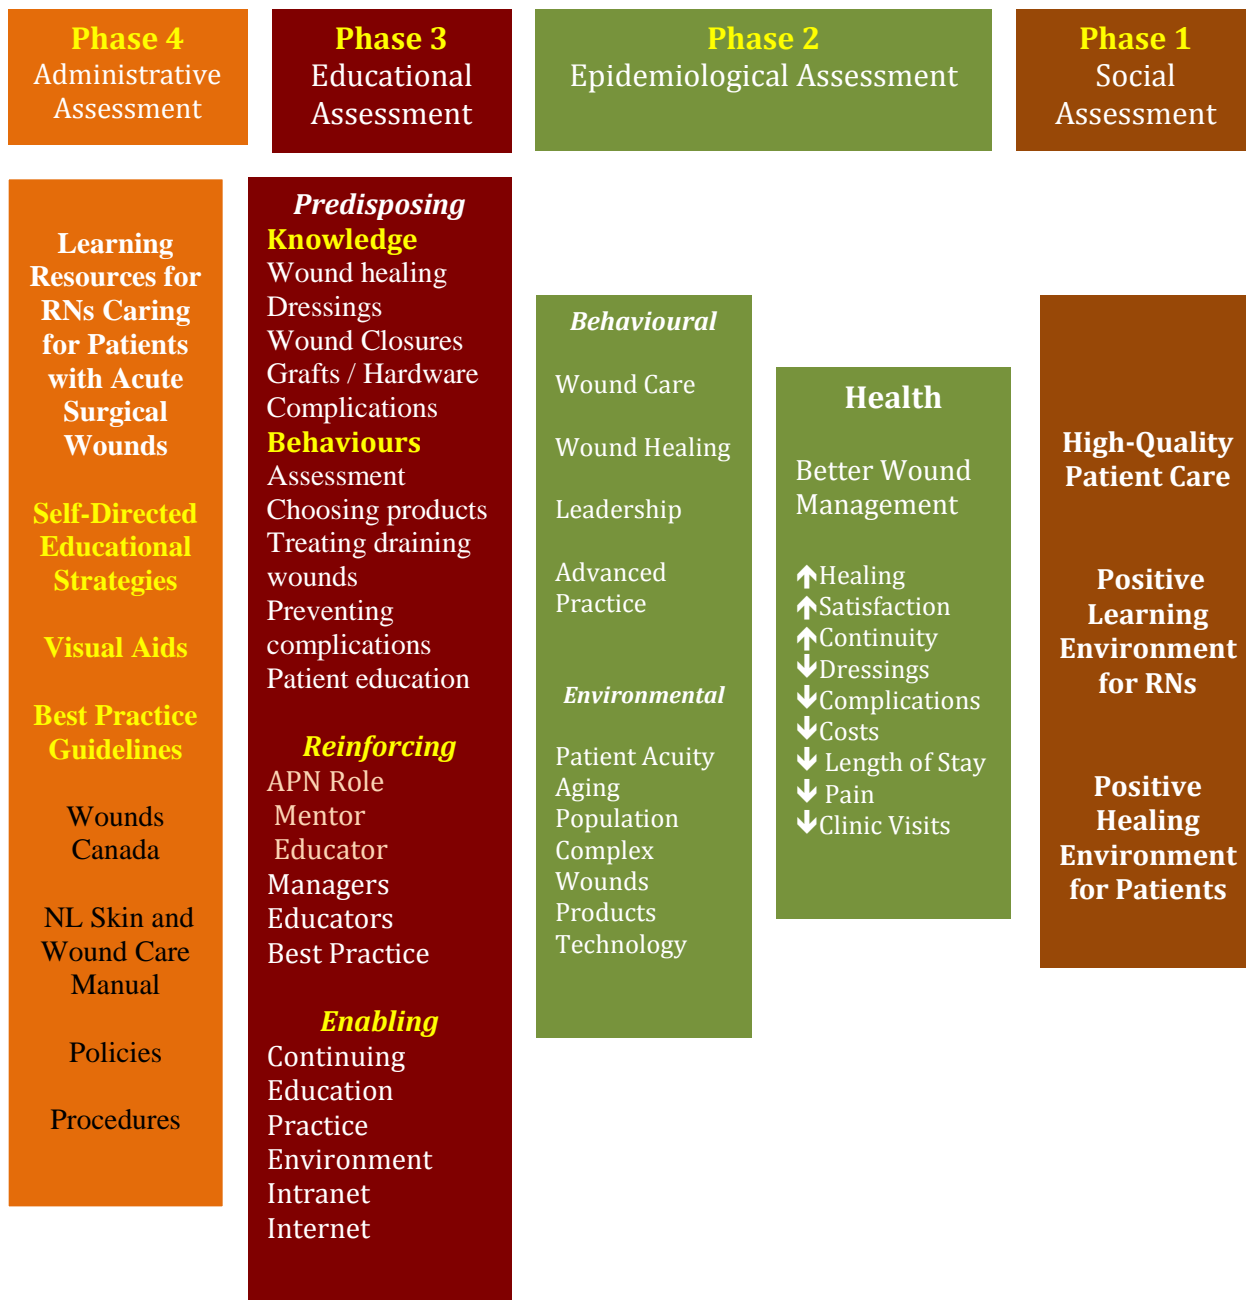 Phase 4
Administrative
Assessment
Phase 3
Educational
Assessment
Phase 2
Epidemiological Assessment
Phase 1
Social
Assessment
Learning
Resources for
RNs Caring
for Patients
with Acute
Surgical
Wounds
Self-Directed
Educational
Strategies
Visual Aids
Best Practice
Guidelines
Wounds
Canada
NL Skin and
Wound Care
Manual
Policies
Procedures
Predisposing
Knowledge
Wound healing
Dressings
Wound Closures
Grafts / Hardware
Complications
Behaviours
Assessment
Choosing products
Treating draining
wounds
Preventing
complications
Patient education
Reinforcing
APN Role
Mentor
Educator
Managers
Educators
Best Practice
Enabling
Continuing
Education
Practice
Environment
Intranet
Internet
Behavioural
Wound Care
Wound Healing
Leadership
Advanced
Practice
Environmental
Patient Acuity
Aging
Population
Complex
Wounds
Products
Technology
Health
Better Wound
Management
↑Healing
↑Satisfaction
↑Continuity
↓Dressings
↓Complications
↓Costs
↓ Length of Stay
↓ Pain
↓Clinic Visits
High-Quality
Patient Care
Positive
Learning
Environment
for RNs
Positive
Healing
Environment
for Patients